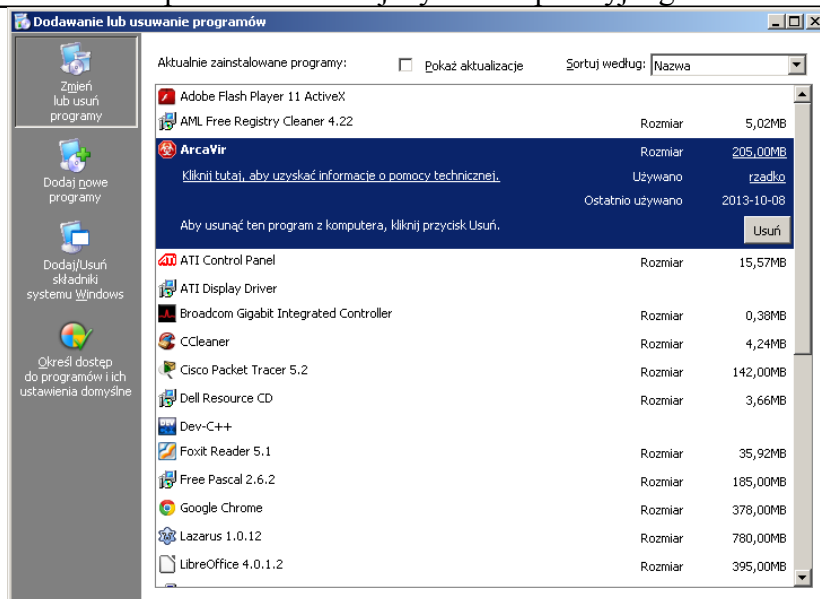 Dodawanie lub usuwanie programów
Zmień
lub usuń
programy
Dodaj nowe
programy
Dodaj/Usuń
składniki
systemu Windows
Określ dostęp
do programów i ich
ustawienia domyślne
Aktualnie zainstalowane programy: Pokaż aktualizacje Sortuj według: Nazwa
Adobe Flash Player 11 ActiveX
AML Free Registry Cleaner 4.22 Rozmiar 5,02MB
ArcaVir Rozmiar 205,00MB
Kliknij tutaj, aby uzyskać informacje o pomocy technicznej. Używano rzadko
Ostatnio używano 2013-10-08
Aby usunąć ten program z komputera, kliknij przycisk Usuń. Usuń
ATI Control Panel Rozmiar 15,57MB
ATI Display Driver
Broadcom Gigabit Integrated Controller Rozmiar 0,38MB
CCleaner Rozmiar 4,24MB
Cisco Packet Tracer 5.2 Rozmiar 142,00MB
Dell Resource CD Rozmiar 3,66MB
Dev-C++
Foxit Reader 5.1 Rozmiar 35,92MB
Free Pascal 2.6.2 Rozmiar 185,00MB
Google Chrome Rozmiar 378,00MB
Lazarus 1.0.12 Rozmiar 780,00MB
LibreOffice 4.0.1.2 Rozmiar 395,00MB